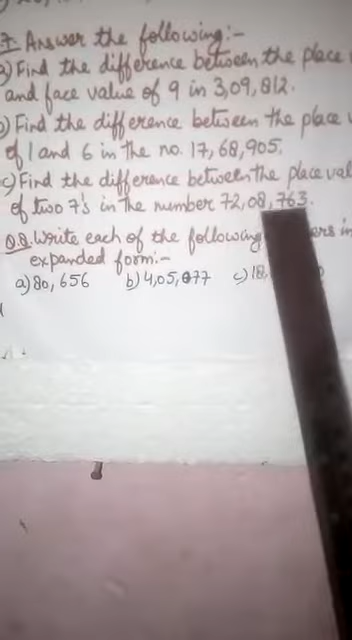 7. Answer the following:-
a) Find the difference between the place
and face value of 9 in 3,09,812.
b) Find the difference between the place
of 1 and 6 in the no. 17,68,905.
c) Find the difference between the place val
of two 7's in the number 72,08,763.
Q.8. Write each of the following ers in
expanded form:-
a) 80,656 b) 4,05,077 c) 18,